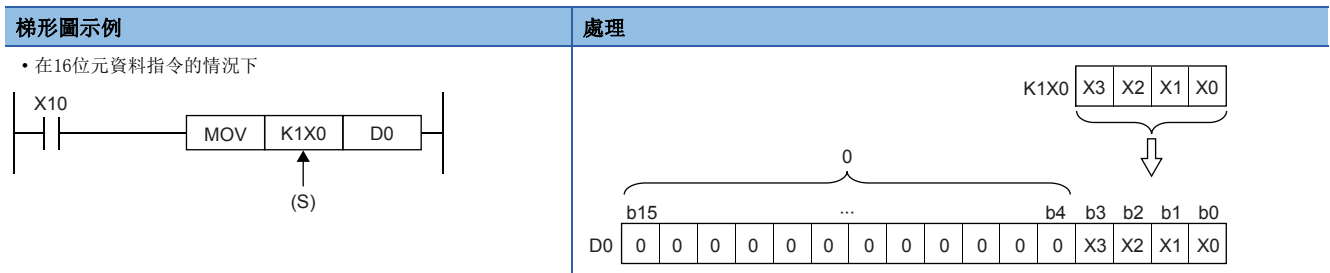 梯形圖示例 處理
•在16位元資料指令的情況下
X10
MOV K1X0 D0
(S)
K1X0 X3 X2 X1 X0
0
b15 ... b4 b3 b2 b1 b0
D0 0 0 0 0 0 0 0 0 0 0 0 0 X3 X2 X1 X0